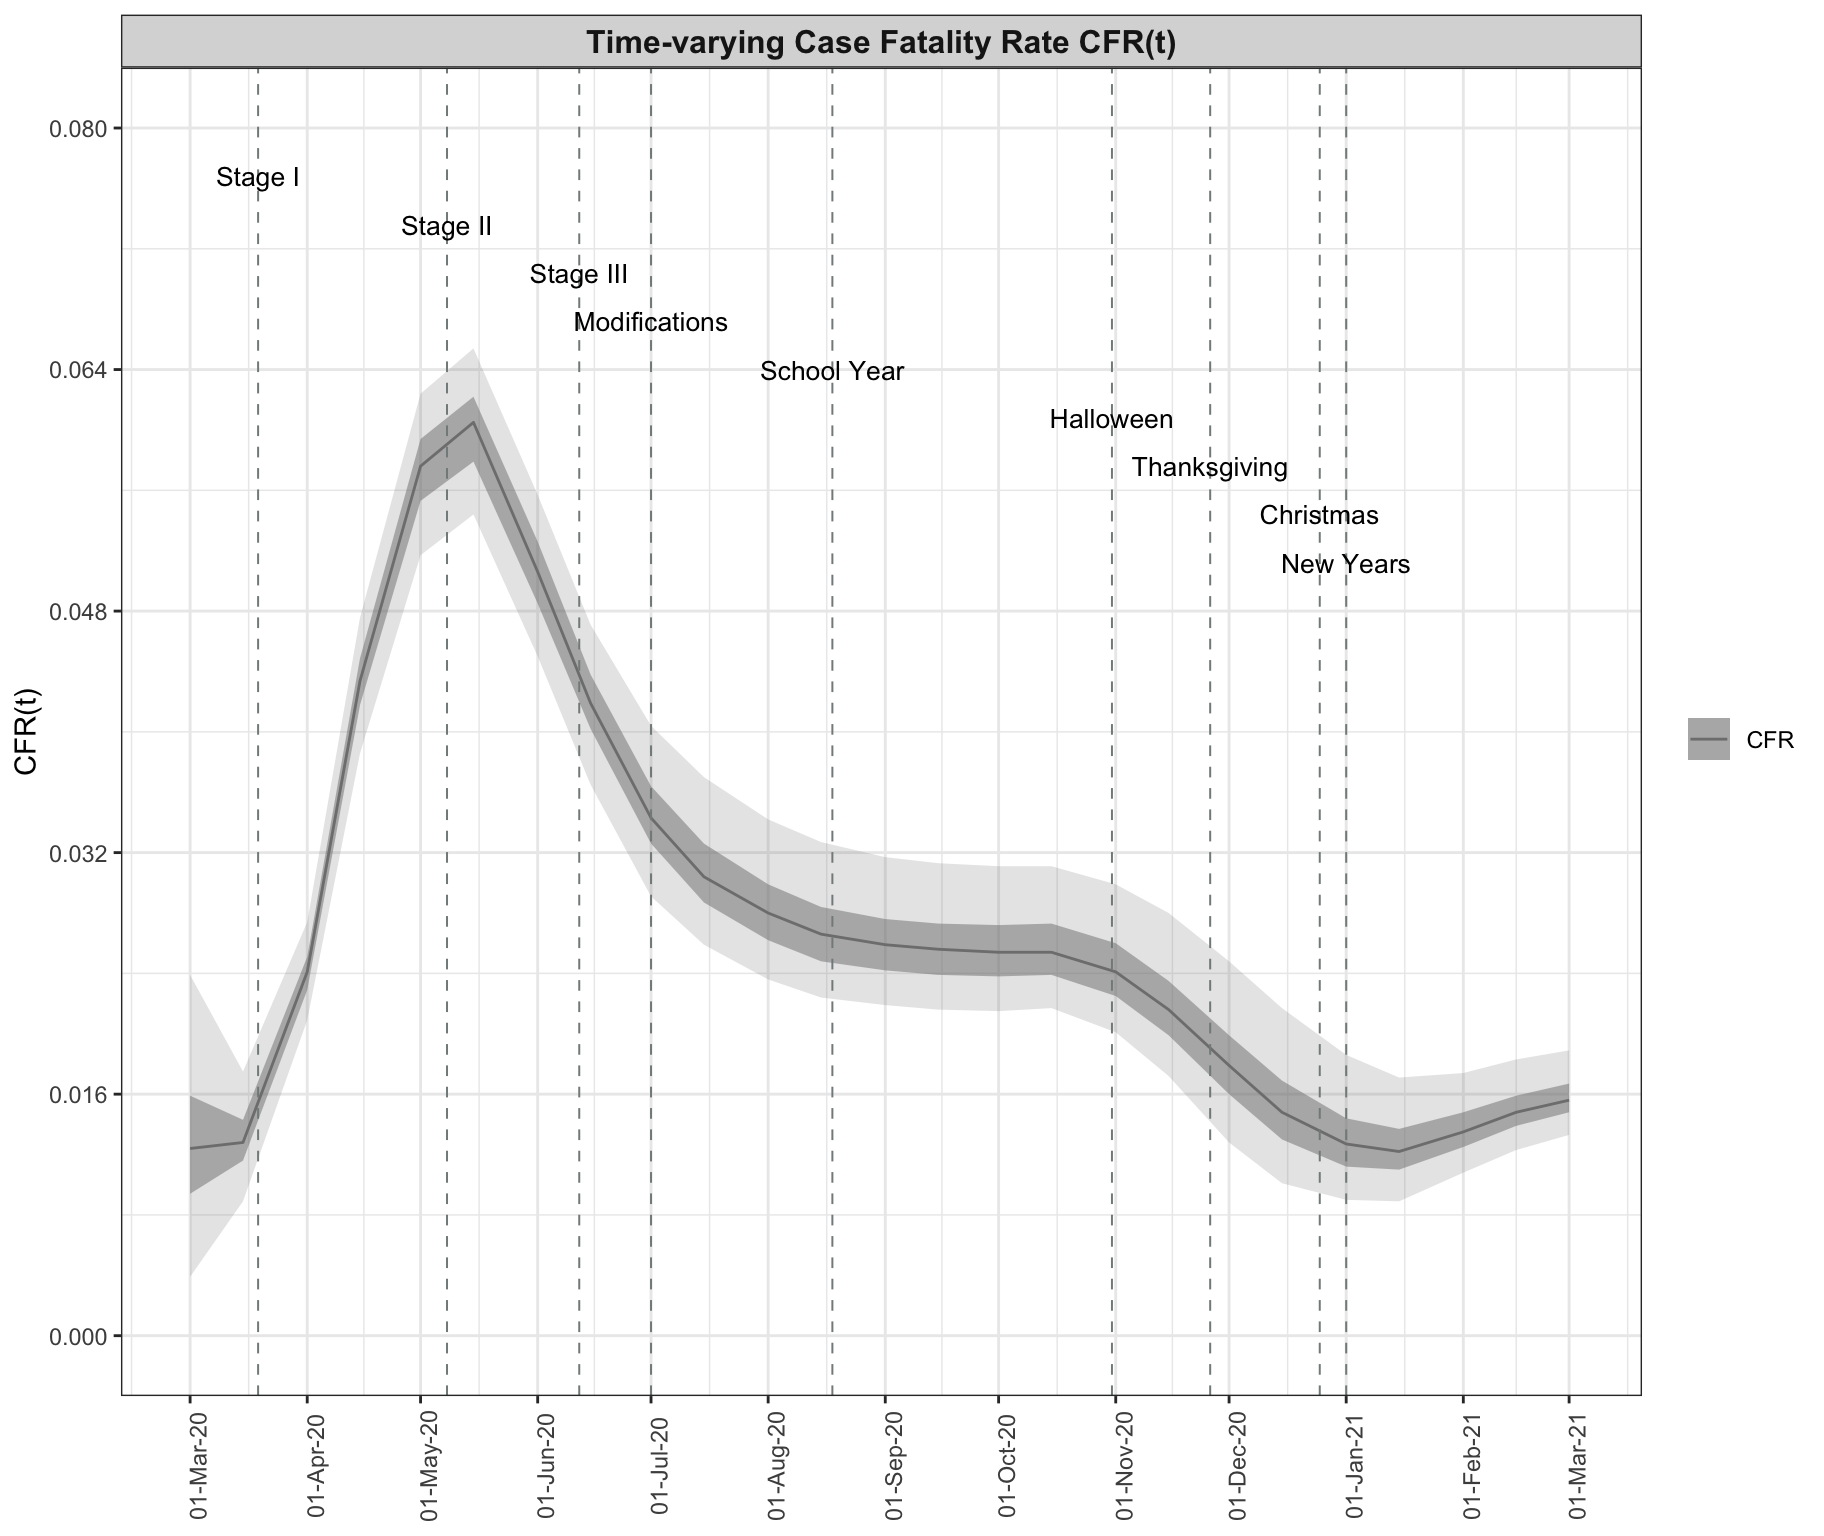 Time-varying Case Fatality Rate CFR(t)
0.080
Stage I
Stage II
Stage III
Modifications
0.064
School Year
Halloween
Thanksgiving
Christmas
New Years
0.048
CFR(t)
CFR
0.032
0.016
0.000
01-Mar-20
01-Apr-20
01-May-20
01-Jun-20
01-Jul-20
01-Aug-20
01-Sep-20
01-Oct-20
01-Nov-20
01-Dec-20
01-Jan-21
01-Feb-21
01-Mar-21